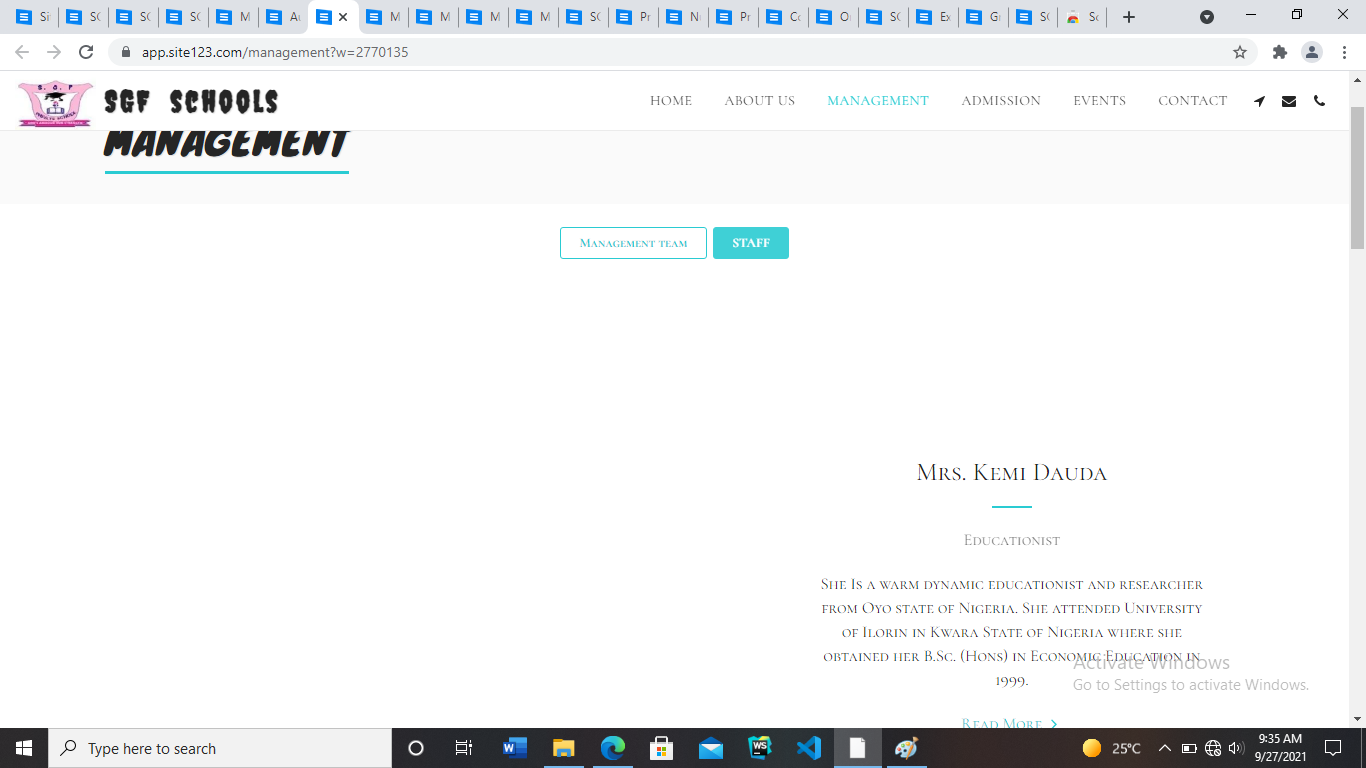 Si
SC
SC
SC
M
Au
M
M
M
M
SC
Pr
Ni
Pr
Co
O
SC
Ex
G
SC
Sc
app.site123.com/management?w=2770135
S. G. F
SGF SCHOOLS
HOME
ABOUT US
MANAGEMENT
ADMISSION
EVENTS
CONTACT
MANAGEMENT
Management team
STAFF
Mrs. Kemi Dauda
Educationist
She Is a warm dynamic educationist and researcher
from Oyo state of Nigeria. She attended University
of Ilorin in Kwara State of Nigeria where she
obtained her B.Sc. (Hons) in Economic Education in
1999.
Activate Windows
Go to Settings to activate Windows.
Read More
Type here to search
WS
25°C
9:35 AM
9/27/2021